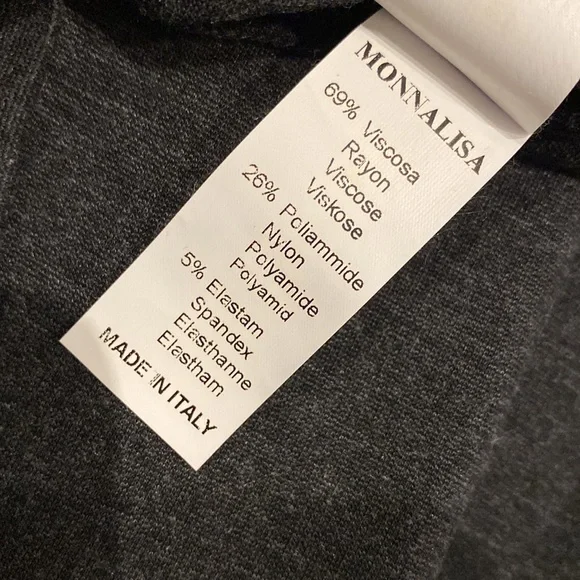 MONNALISA
69% Viscosa
Rayon
Viscose
Viskose
26% Poliammide
Nylon
Polyamide
Polyamid
5% Elastam
Spandex
Elasthanne
Elastham
MADE IN ITALY